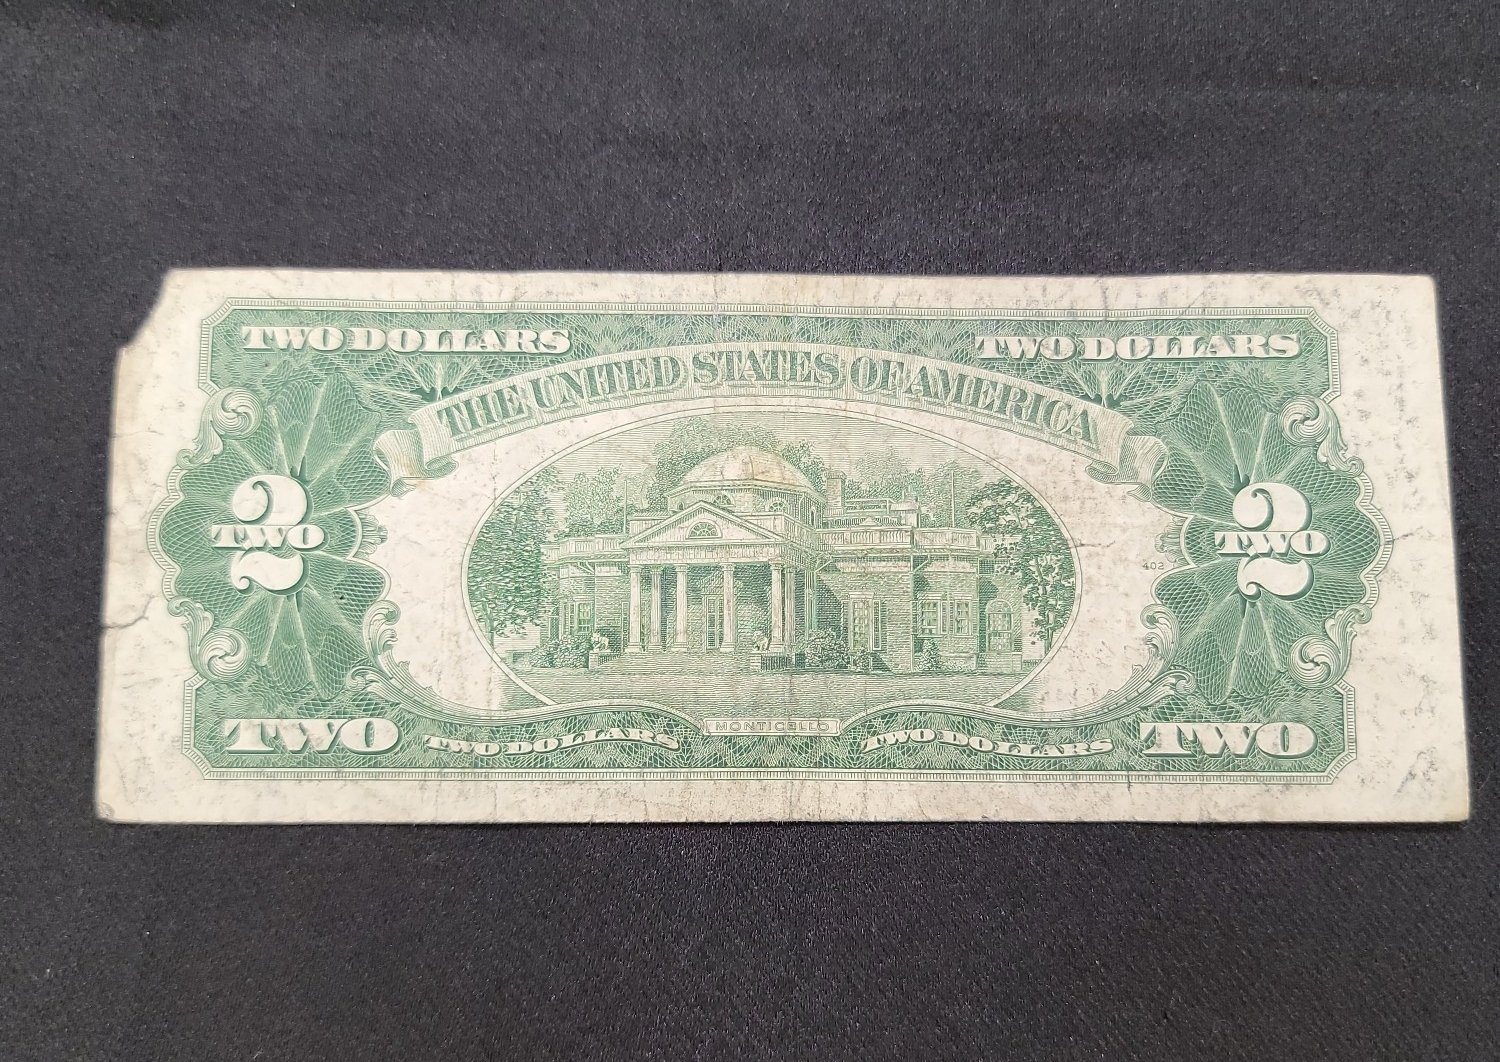 TWO DOLLARS
TWO DOLLARS
THE UNITED STATES OF AMERICA
2
TWO
2
TWO
402
TWO
TWO DOLLARS
MONTICELLO
TWO DOLLARS
TWO